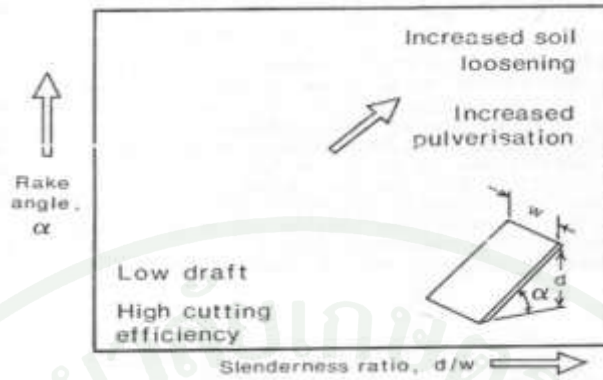 Increased soil
loosening
Increased
pulverisation
Rake
angle,
α
Low draft
High cutting
efficiency
w
d
α
Slenderness ratio, d/w